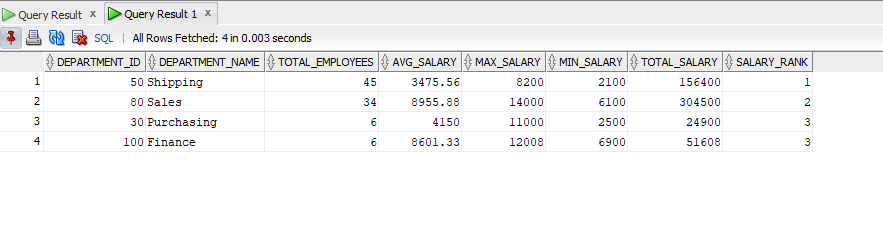 Query Result x Query Result 1 x
SQL | All Rows Fetched: 4 in 0.003 seconds
DEPARTMENT_ID DEPARTMENT_NAME TOTAL_EMPLOYEES AVG_SALARY MAX_SALARY MIN_SALARY TOTAL_SALARY SALARY_RANK
1 50 Shipping 45 3475.56 8200 2100 156400 1
2 80 Sales 34 8955.88 14000 6100 304500 2
3 30 Purchasing 6 4150 11000 2500 24900 3
4 100 Finance 6 8601.33 12008 6900 51608 3